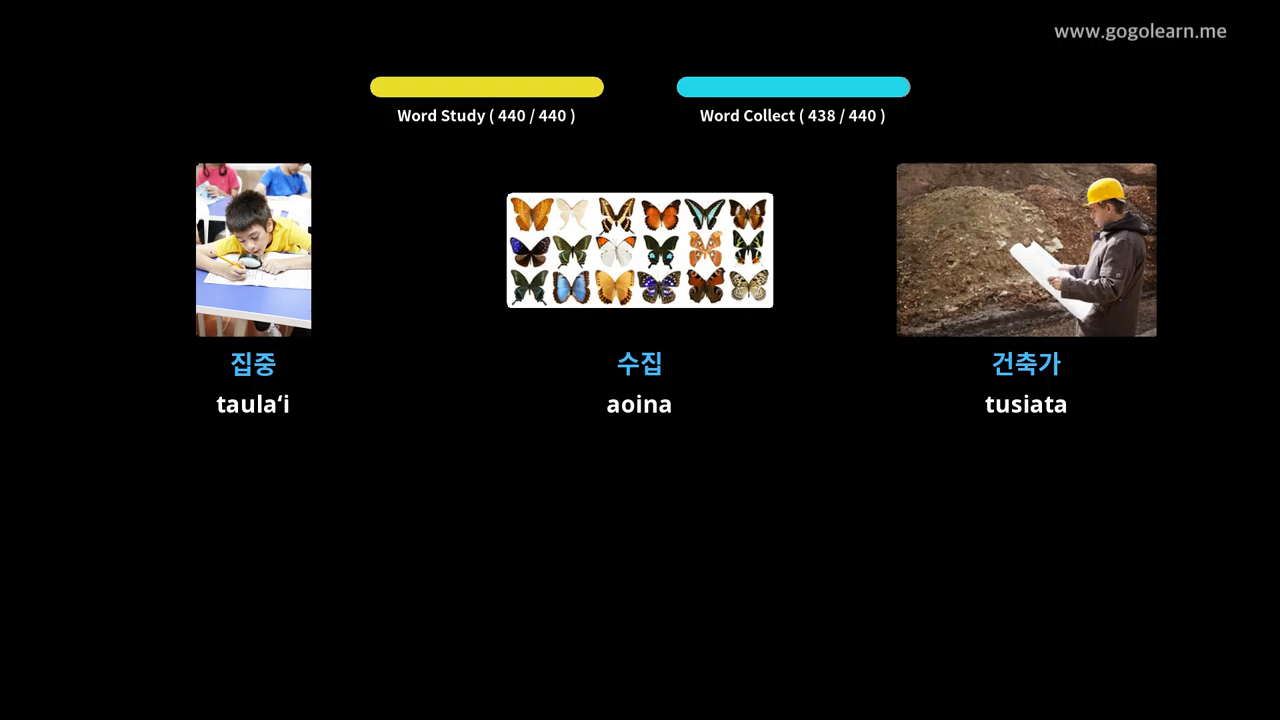 www.gogolearn.me
Word Study ( 440 / 440 )
Word Collect ( 438 / 440 )
집중
수집
건축가
taula‘i
aoina
tusiata